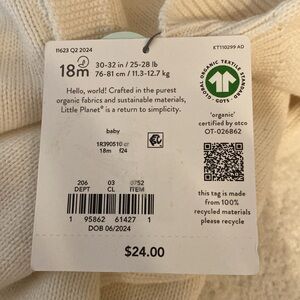 11623 Q2 2024
KT110299 AD
18m
30-32 in / 25-28 lb
76-81 cm / 11.3-12.7 kg
GLOBAL ORGANIC TEXTILE STANDARD
GOTS
Hello, world! Crafted in the purest
organic fabrics and sustainable materials,
Little Planet® is a return to simplicity.
'organic'
certified by otco
OT-026862
baby
1R390510
18m f24
206 03 0752
DEPT CL ITEM
1 95862 61427 1
DOB 06/2024
this tag is made
from 100%
recycled materials
please recycle
$24.00